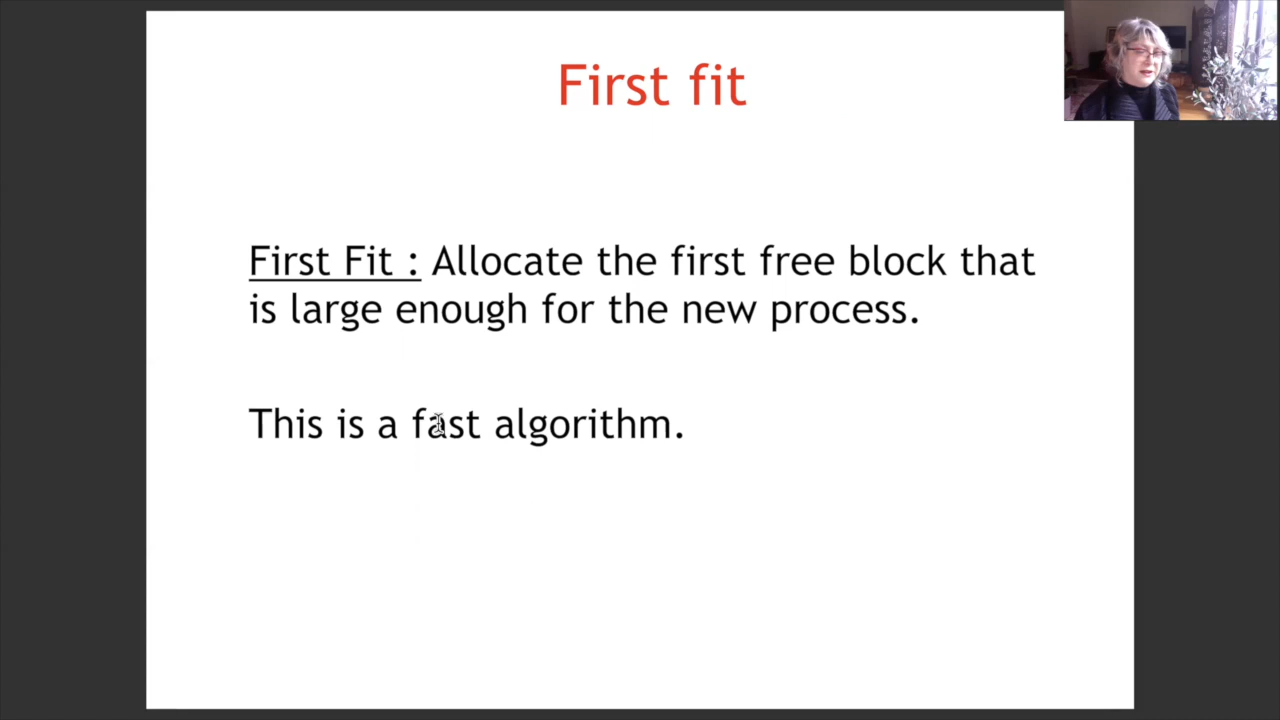 First fit
First Fit : Allocate the first free block that
is large enough for the new process.
This is a fast algorithm.